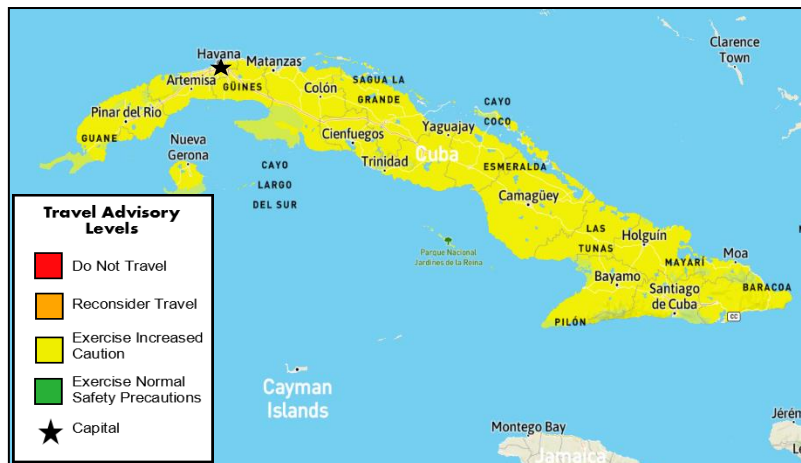 Clarence
Town
Havana
Matanzas
Artemisa
GÜINES
Colón
SAGUA LA
GRANDE
Pinar del Rio
CAYO
COCO
GUANE
Nueva
Gerona
Cienfuegos
Yaguajay
Cuba
Trinidad
ESMERALDA
CAYO
LARGO
DEL SUR
Camagüey
Parque Nacional
Jardines de la Reina
LAS
TUNAS
Holguín
Moa
MAYARÍ
Bayamo
Santiago
de Cuba
BARACOA
PILÓN
CC
Cayman
Islands
Montego Bay
Jamaica
Jérém
Travel Advisory
Levels
Do Not Travel
Reconsider Travel
Exercise Increased
Caution
Exercise Normal
Safety Precautions
Capital